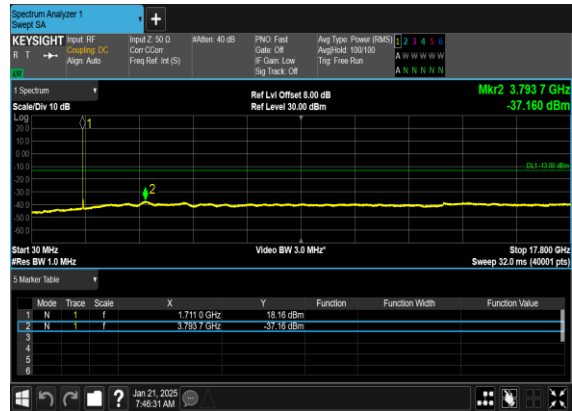 Spectrum Analyzer 1
Swept SA
+
KEYSIGHT Input: RF Input Z: 50 Ω #Atten: 40 dB PNO: Fast Avg Type: Power (RMS) 1 2 3 4 5 6
R T Coupling: DC Corr CCorr Gate: Off Avg|Hold: 100/100 A W W W W W
Align: Auto Freq Ref: Int (S) IF Gain: Low Trig: Free Run
LXI Sig Track: Off A N N N N N
1 Spectrum Ref Lvl Offset 8.00 dB Mkr2 3.793 7 GHz
Scale/Div 10 dB Ref Level 30.00 dBm -37.160 dBm
Log
1
20.0
10.0
0.00
-10.0 DL1 -13.00 dBm
-20.0
-30.0 2
-40.0
-50.0
-60.0
Start 30 MHz Video BW 3.0 MHz* Stop 17.800 GHz
#Res BW 1.0 MHz Sweep 32.0 ms (40001 pts)
5 Marker Table
Mode Trace Scale X Y Function Function Width Function Value
1 N 1 f 1.711 0 GHz 18.16 dBm
2 N 1 f 3.793 7 GHz -37.16 dBm
3
4
5
6
? Jan 21, 2025
7:46:31 AM